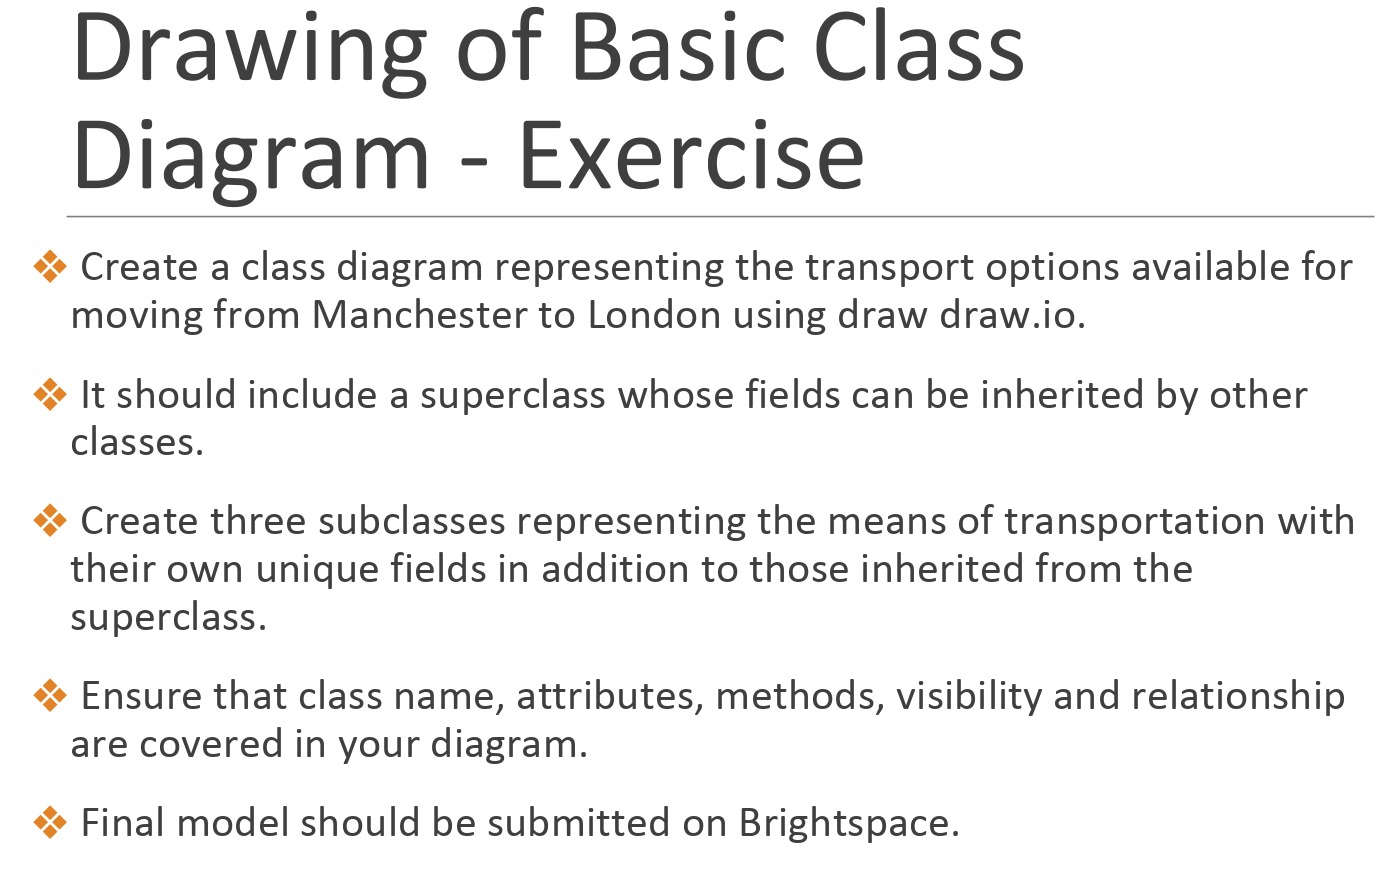 Drawing of Basic Class
Diagram - Exercise
❖ Create a class diagram representing the transport options available for
moving from Manchester to London using draw draw.io.
❖ It should include a superclass whose fields can be inherited by other
classes.
❖ Create three subclasses representing the means of transportation with
their own unique fields in addition to those inherited from the
superclass.
❖ Ensure that class name, attributes, methods, visibility and relationship
are covered in your diagram.
❖ Final model should be submitted on Brightspace.